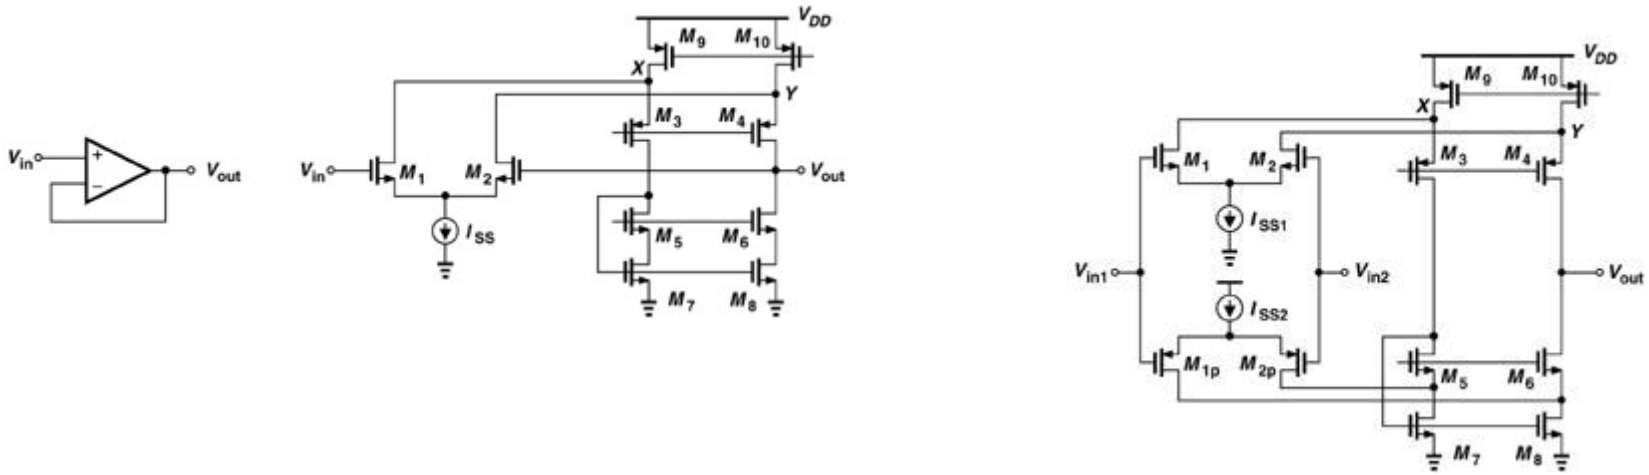 V_in
+
−
V_out
V_DD
M_9 M_10
X
Y
M_3 M_4
V_in
M_1 M_2
V_out
I_SS
M_5 M_6
M_7 M_8
V_DD
M_9 M_10
X
Y
M_1 M_2
M_3 M_4
I_SS1
V_in1
V_in2
V_out
I_SS2
M_1p M_2p
M_5 M_6
M_7 M_8